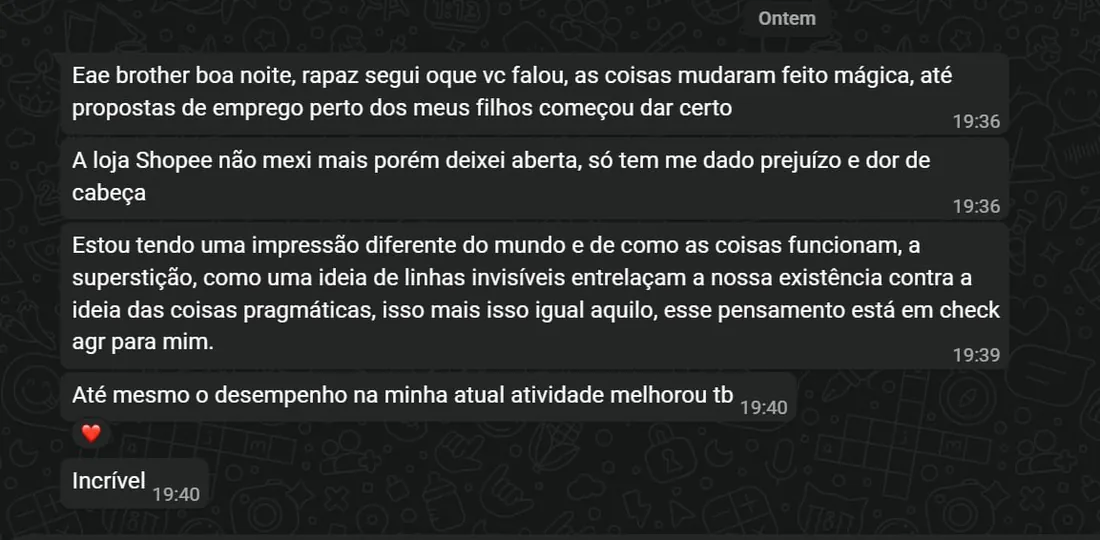 Ontem
Eae brother boa noite, rapaz segui oque vc falou, as coisas mudaram feito mágica, até
propostas de emprego perto dos meus filhos começou dar certo
19:36
A loja Shopee não mexi mais porém deixei aberta, só tem me dado prejuízo e dor de
cabeça
19:36
Estou tendo uma impressão diferente do mundo e de como as coisas funcionam, a
superstição, como uma ideia de linhas invisíveis entrelaçam a nossa existência contra a
ideia das coisas pragmáticas, isso mais isso igual aquilo, esse pensamento está em check
agr para mim.
19:39
Até mesmo o desempenho na minha atual atividade melhorou tb 19:40
Incrível 19:40